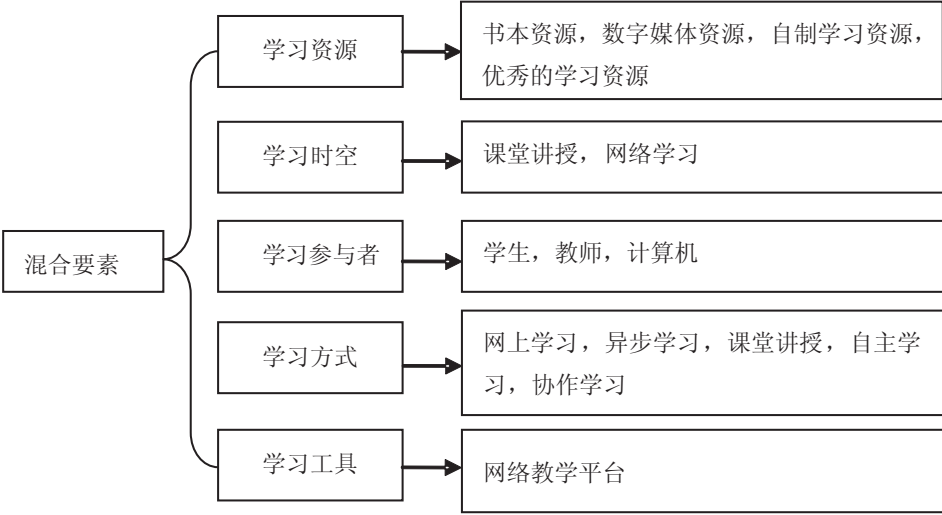 学习资源
书本资源，数字媒体资源，自制学习资源，
优秀的学习资源
学习时空
课堂讲授，网络学习
混合要素
学习参与者
学生，教师，计算机
学习方式
网上学习，异步学习，课堂讲授，自主学
习，协作学习
学习工具
网络教学平台